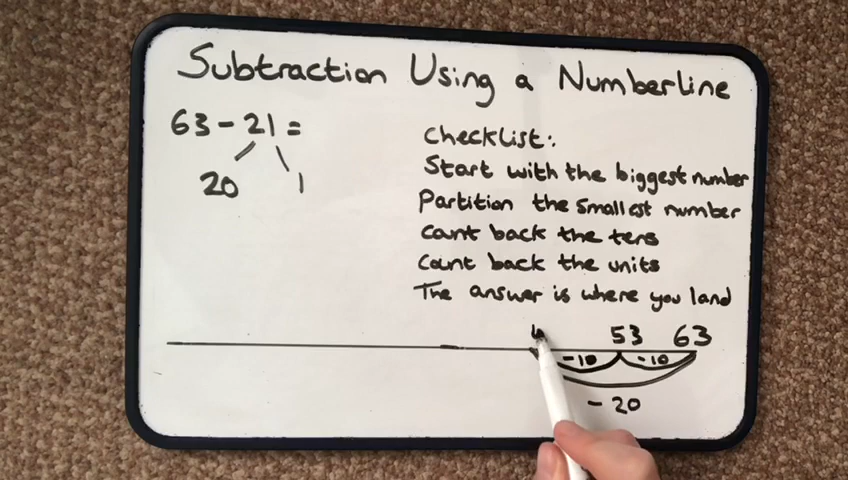 Subtraction Using a Numberline
63 - 21 =
20 1
Checklist:
Start with the biggest number
Partition the smallest number
Count back the tens
Count back the units
The answer is where you land
53 63
-10 -10
- 20